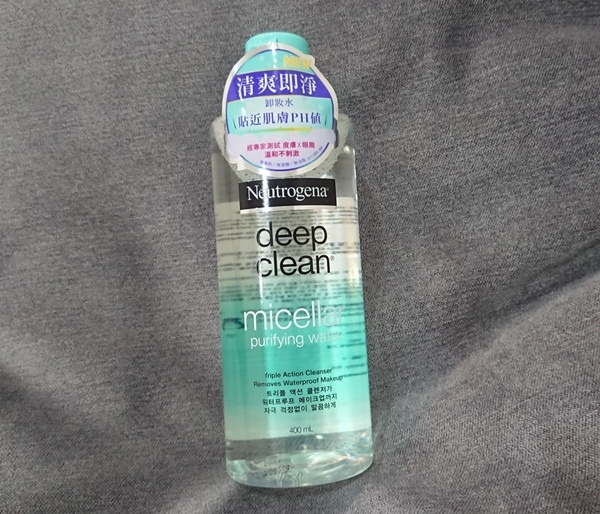 NEW
清爽即淨
卸妝水
貼近肌膚PH值
經專家測試 皮膚x眼周
溫和不刺激
Neutrogena®
deep
clean®
micellar
purifying water
Triple Action Cleanser
Removes Waterproof Makeup
트리플 액션 클렌저가
워터프루프 메이크업까지
자극 걱정없이 말끔하게
400 mL